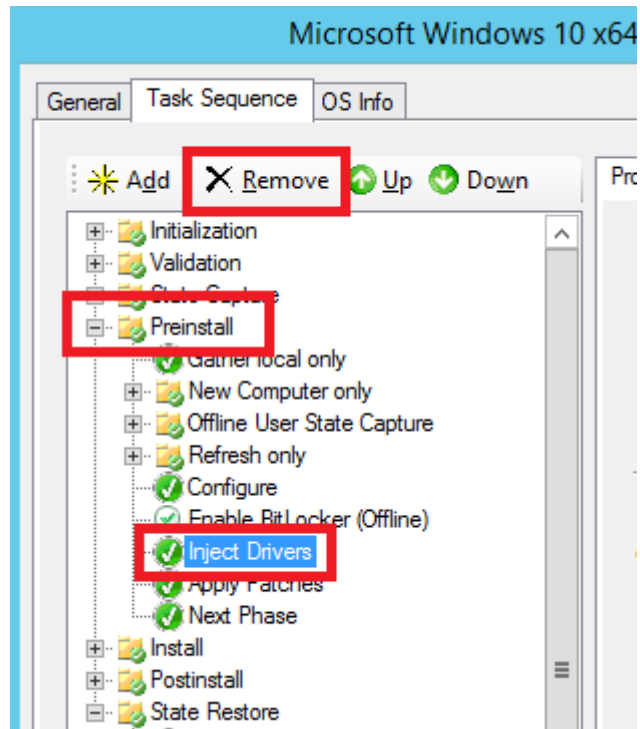 Microsoft Windows 10 x64
General Task Sequence OS Info
Add Remove Up Down
Initialization
Validation
State Capture
Preinstall
Gather local only
New Computer only
Offline User State Capture
Refresh only
Configure
Enable BitLocker (Offline)
Inject Drivers
Apply Patches
Next Phase
Install
Postinstall
State Restore